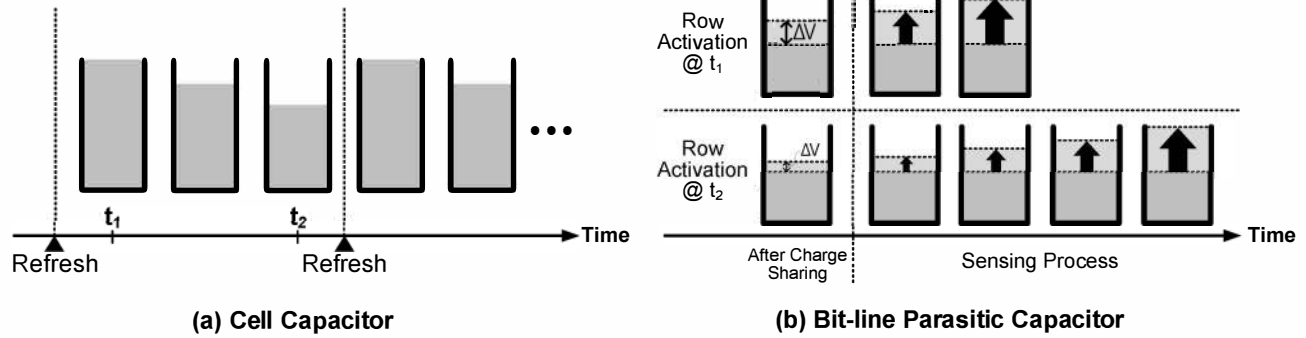 t₁
t₂
Time
Refresh
Refresh
•••
(a) Cell Capacitor
Row
Activation
@ t₁
ΔV
Row
Activation
@ t₂
ΔV
Time
After Charge
Sharing
Sensing Process
(b) Bit-line Parasitic Capacitor